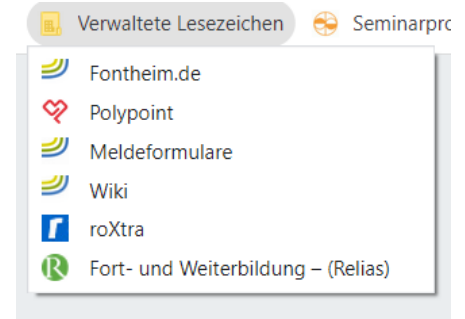 Verwaltete Lesezeichen Seminarpro
Fontheim.de
Polypoint
Meldeformulare
Wiki
roXtra
Fort- und Weiterbildung – (Relias)